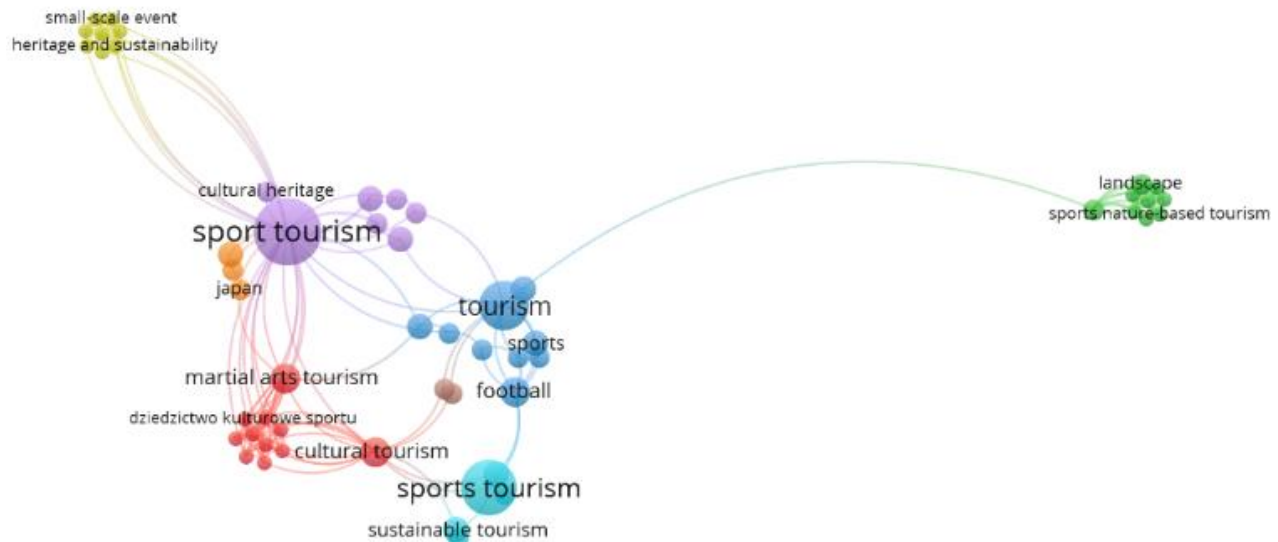 small-scale event
heritage and sustainability
cultural heritage
sport tourism
japan
landscape
sports nature-based tourism
tourism
sports
football
martial arts tourism
dziedzictwo kulturowe sportu
cultural tourism
sports tourism
sustainable tourism